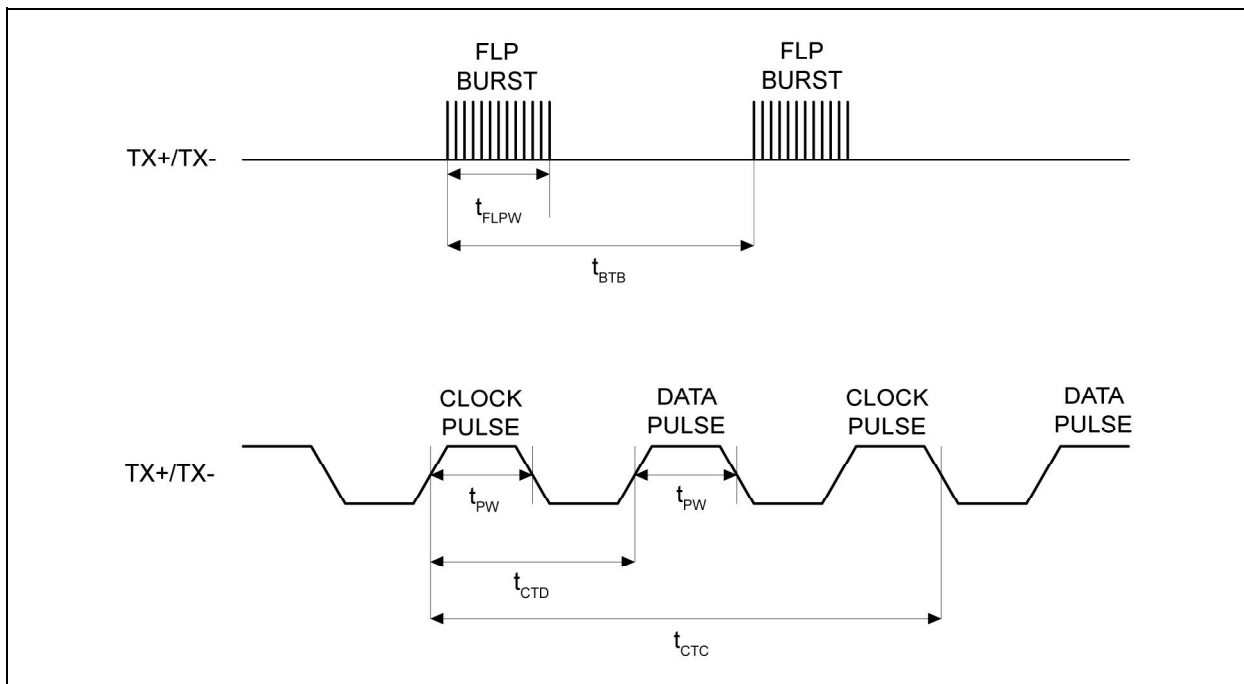 FLP
BURST
FLP
BURST
TX+/TX-
tFLPW
tBTB
CLOCK
PULSE
DATA
PULSE
CLOCK
PULSE
DATA
PULSE
TX+/TX-
tPW
tPW
tCTD
tCTC